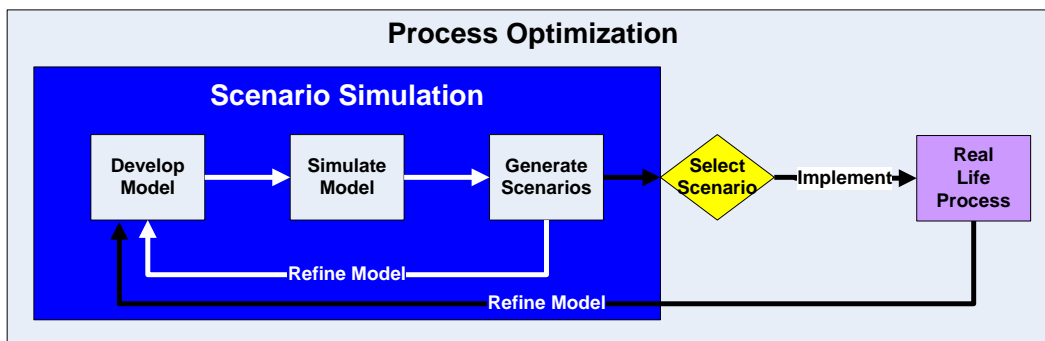 Process Optimization
Scenario Simulation
Develop
Model
Simulate
Model
Generate
Scenarios
Select
Scenario
Implement
Real
Life
Process
Refine Model
Refine Model